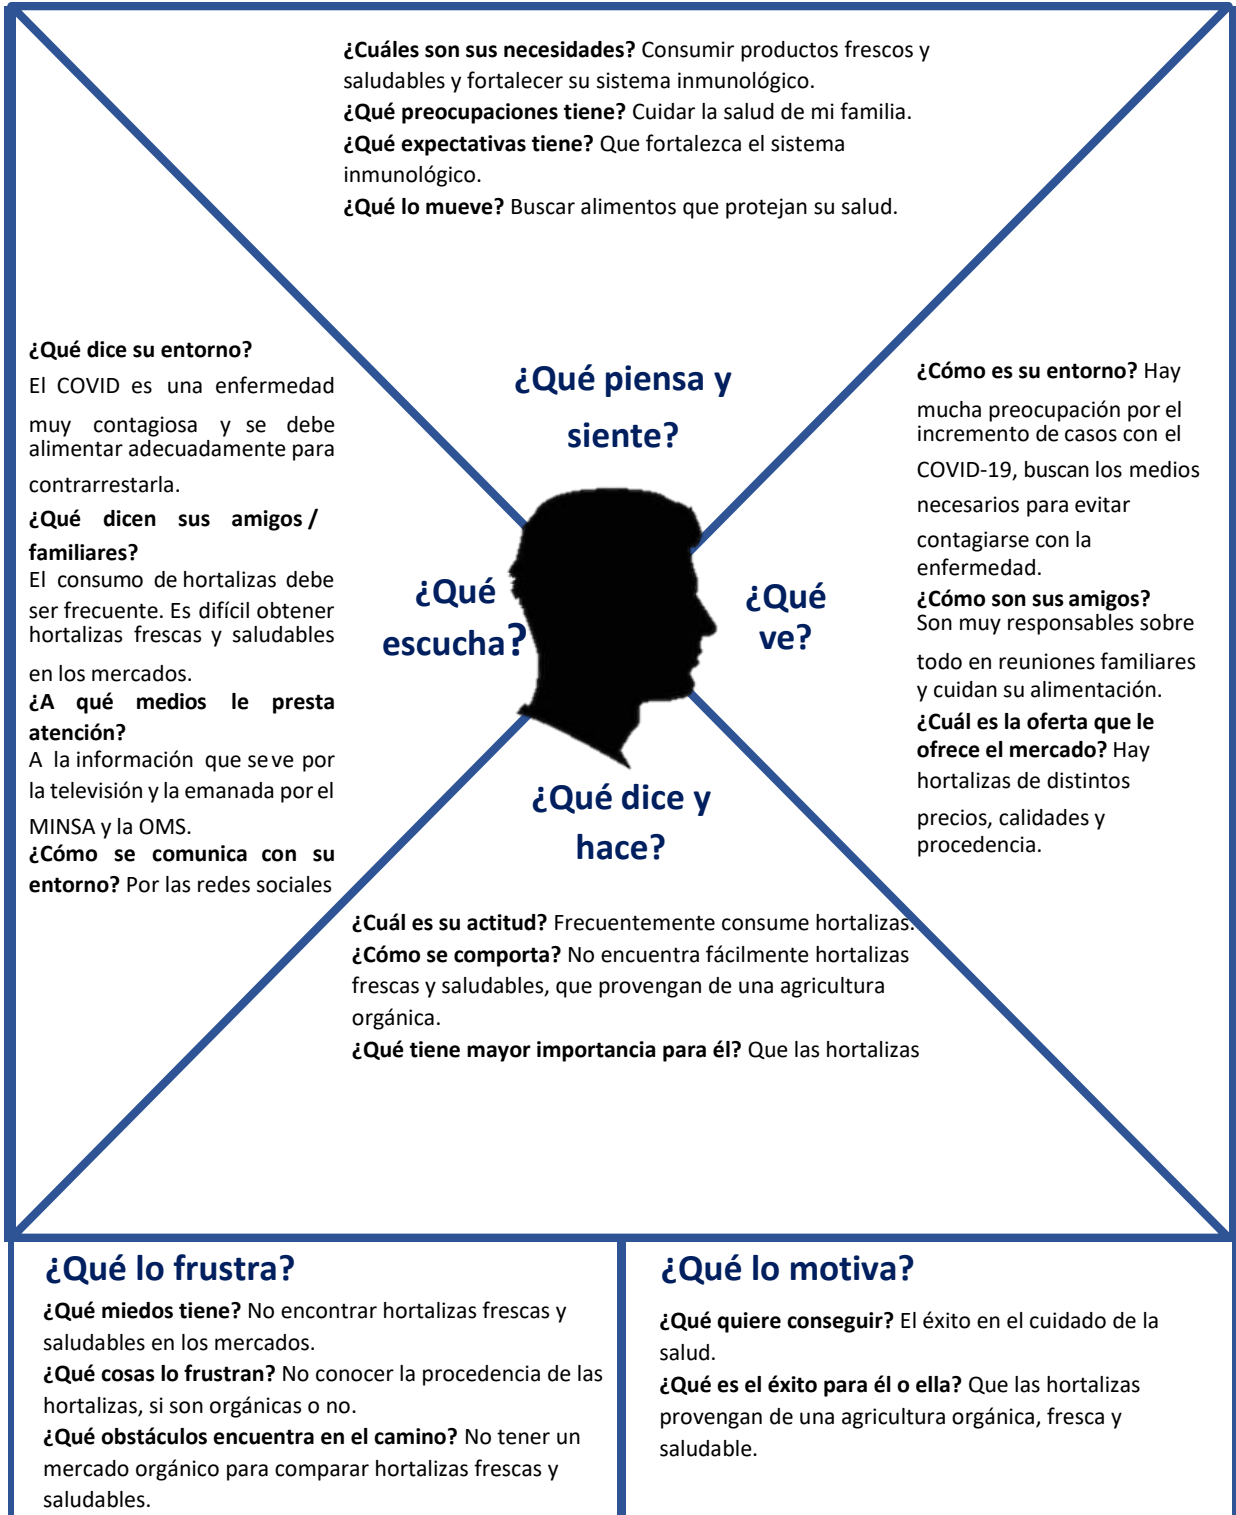 ¿Cuáles son sus necesidades? Consumir productos frescos y
saludables y fortalecer su sistema inmunológico.
¿Qué preocupaciones tiene? Cuidar la salud de mi familia.
¿Qué expectativas tiene? Que fortalezca el sistema
inmunológico.
¿Qué lo mueve? Buscar alimentos que protejan su salud.
¿Qué piensa y
siente?
¿Qué dice su entorno?
El COVID es una enfermedad
muy contagiosa y se debe
alimentar adecuadamente para
contrarrestarla.
¿Qué dicen sus amigos /
familiares?
El consumo de hortalizas debe
ser frecuente. Es difícil obtener
hortalizas frescas y saludables
en los mercados.
¿A qué medios le presta
atención?
A la información que se ve por
la televisión y la emanada por el
MINSA y la OMS.
¿Cómo se comunica con su
entorno? Por las redes sociales
¿Qué
escucha?
¿Qué
ve?
¿Cómo es su entorno? Hay
mucha preocupación por el
incremento de casos con el
COVID-19, buscan los medios
necesarios para evitar
contagiarse con la
enfermedad.
¿Cómo son sus amigos?
Son muy responsables sobre
todo en reuniones familiares
y cuidan su alimentación.
¿Cuál es la oferta que le
ofrece el mercado? Hay
hortalizas de distintos
precios, calidades y
procedencia.
¿Qué dice y
hace?
¿Cuál es su actitud? Frecuentemente consume hortalizas.
¿Cómo se comporta? No encuentra fácilmente hortalizas
frescas y saludables, que provengan de una agricultura
orgánica.
¿Qué tiene mayor importancia para él? Que las hortalizas
¿Qué lo frustra?
¿Qué miedos tiene? No encontrar hortalizas frescas y
saludables en los mercados.
¿Qué cosas lo frustran? No conocer la procedencia de las
hortalizas, si son orgánicas o no.
¿Qué obstáculos encuentra en el camino? No tener un
mercado orgánico para comparar hortalizas frescas y
saludables.
¿Qué lo motiva?
¿Qué quiere conseguir? El éxito en el cuidado de la
salud.
¿Qué es el éxito para él o ella? Que las hortalizas
provengan de una agricultura orgánica, fresca y
saludable.